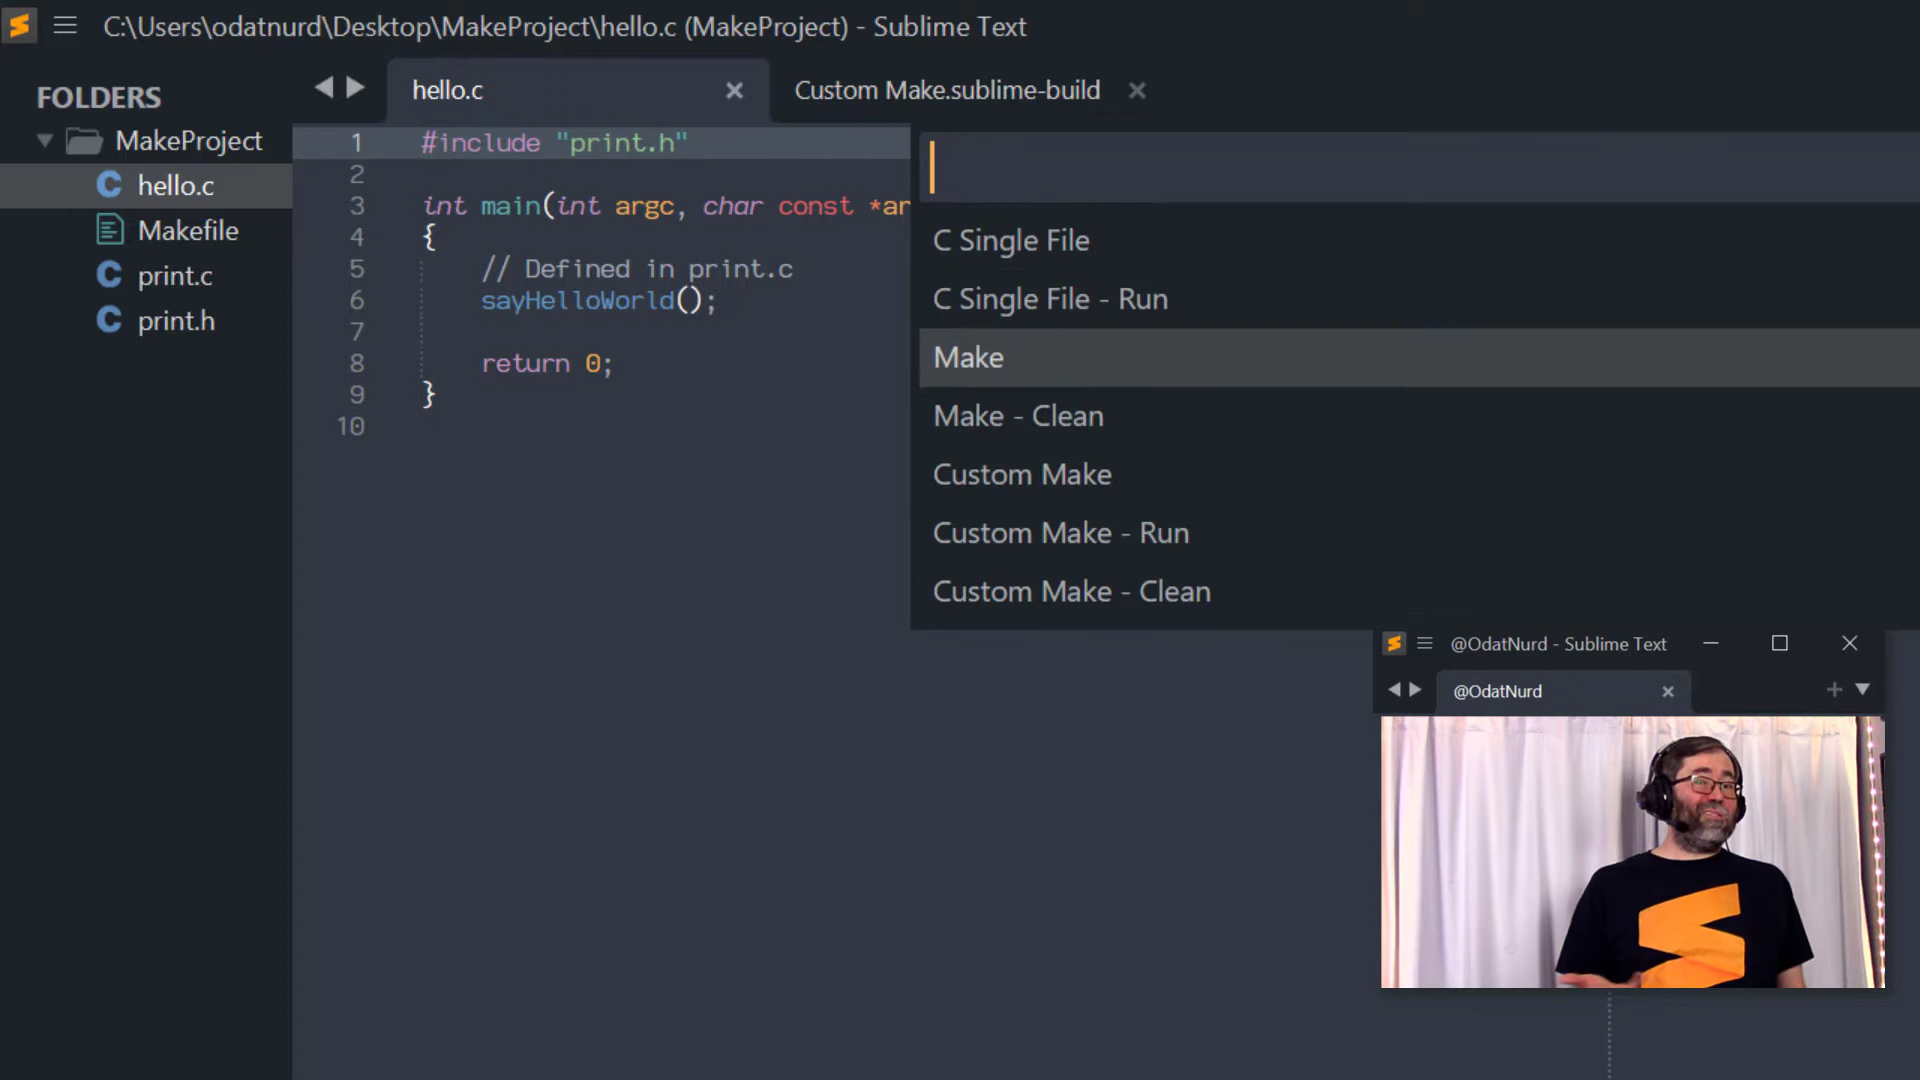 C:\Users\odatnurd\Desktop\MakeProject\hello.c (MakeProject) - Sublime Text
FOLDERS
MakeProject
hello.c
Makefile
print.c
print.h
hello.c
Custom Make.sublime-build
1 #include "print.h"
2
3 int main(int argc, char const *ar
4 {
5 // Defined in print.c
6 sayHelloWorld();
7
8 return 0;
9 }
10
C Single File
C Single File - Run
Make
Make - Clean
Custom Make
Custom Make - Run
Custom Make - Clean
@OdatNurd - Sublime Text
@OdatNurd